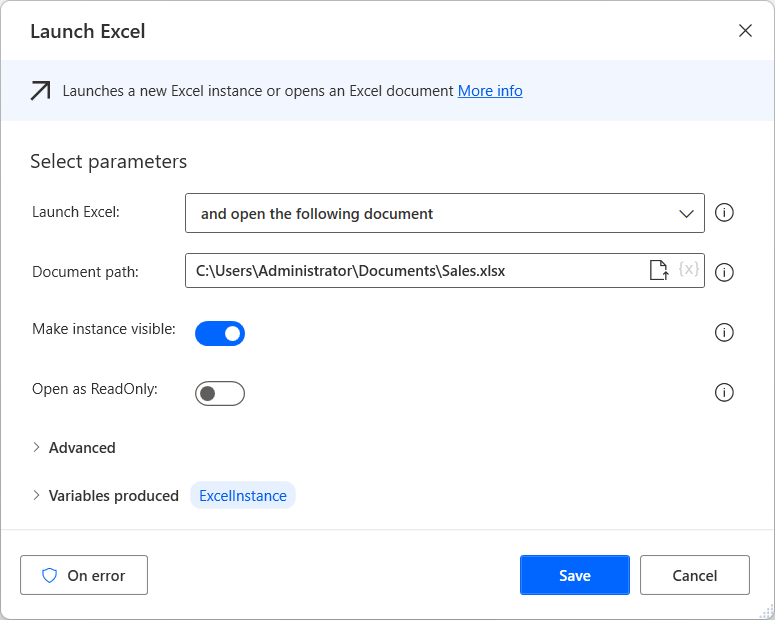 Launch Excel
Launches a new Excel instance or opens an Excel document More info
Select parameters
Launch Excel: and open the following document
Document path: C:\Users\Administrator\Documents\Sales.xlsx {x}
Make instance visible:
Open as ReadOnly:
Advanced
Variables produced ExcelInstance
On error Save Cancel